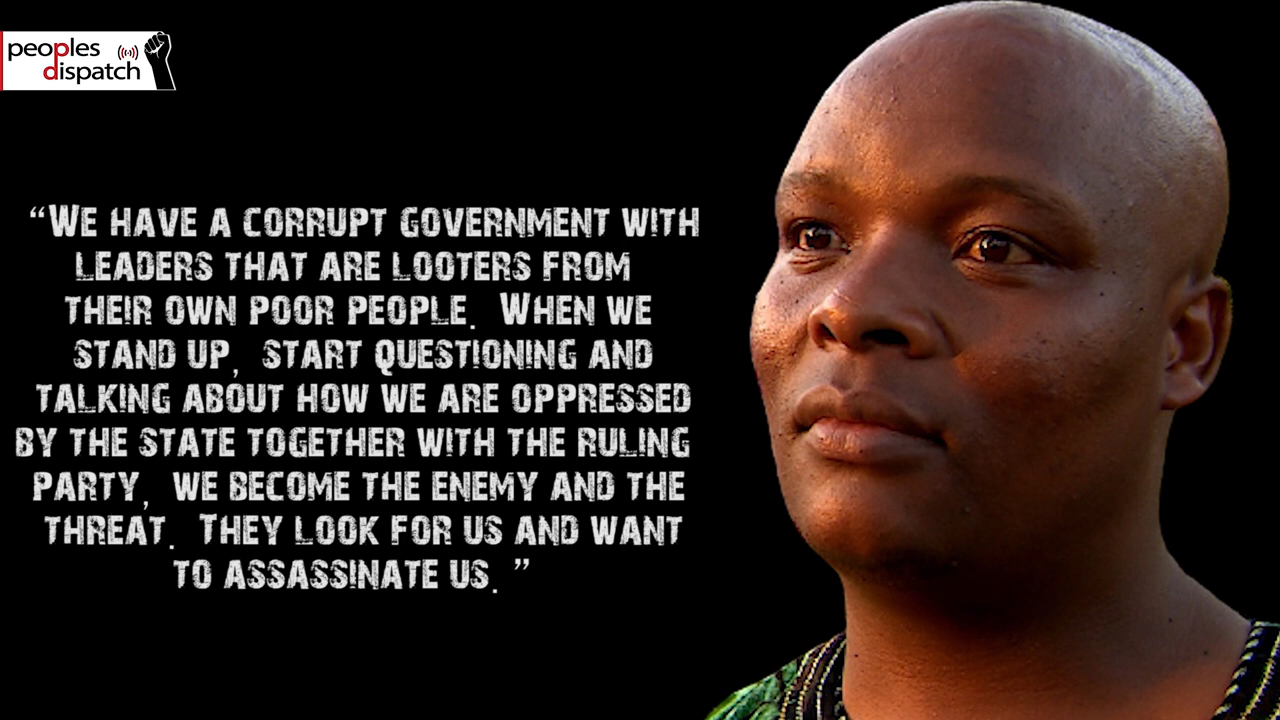 peoples
dispatch
“WE HAVE A CORRUPT GOVERNMENT WITH
LEADERS THAT ARE LOOTERS FROM
THEIR OWN POOR PEOPLE. WHEN WE
STAND UP, START QUESTIONING AND
TALKING ABOUT HOW WE ARE OPPRESSED
BY THE STATE TOGETHER WITH THE RULING
PARTY, WE BECOME THE ENEMY AND THE
THREAT. THEY LOOK FOR US AND WANT
TO ASSASSINATE US. ”